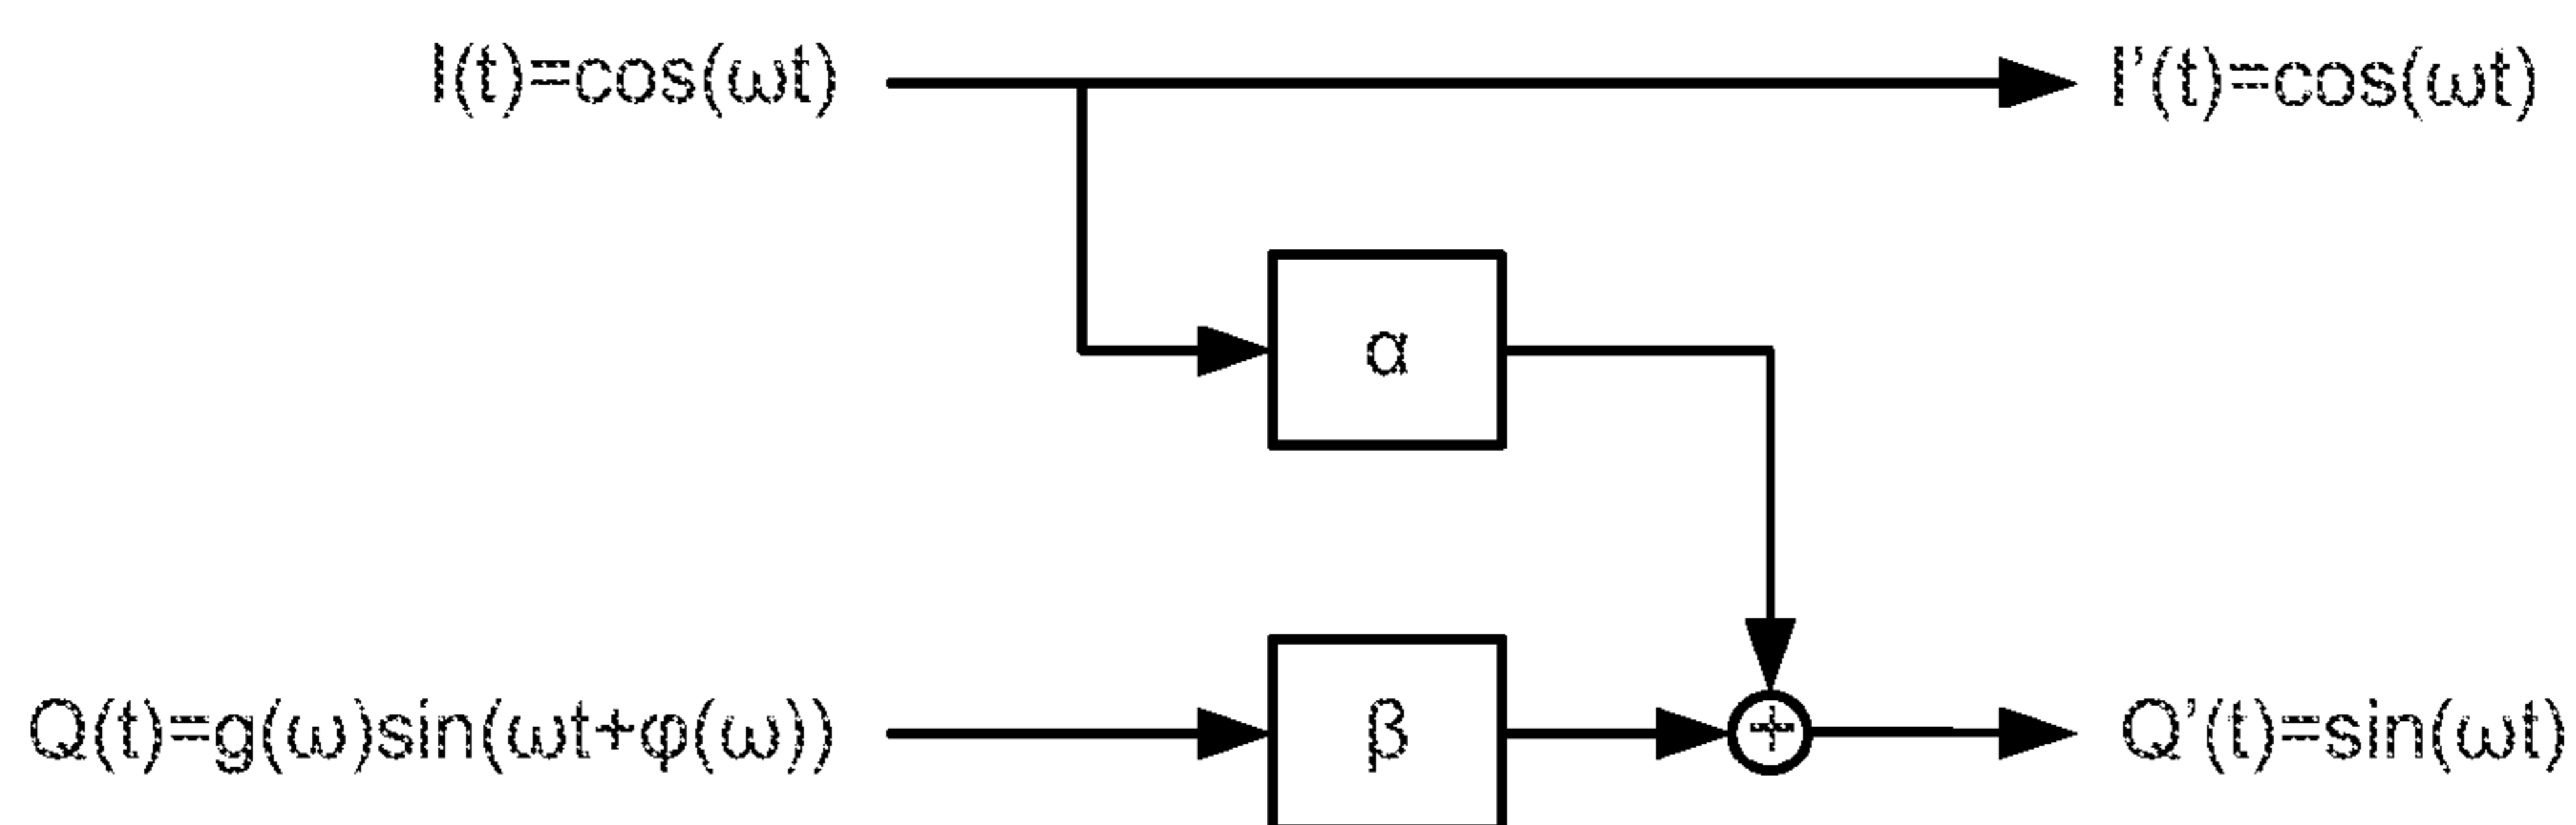 I(t)=cos(ωt)
I’(t)=cos(ωt)
α
Q(t)=g(ω)sin(ωt+φ(ω))
β
+
Q’(t)=sin(ωt)